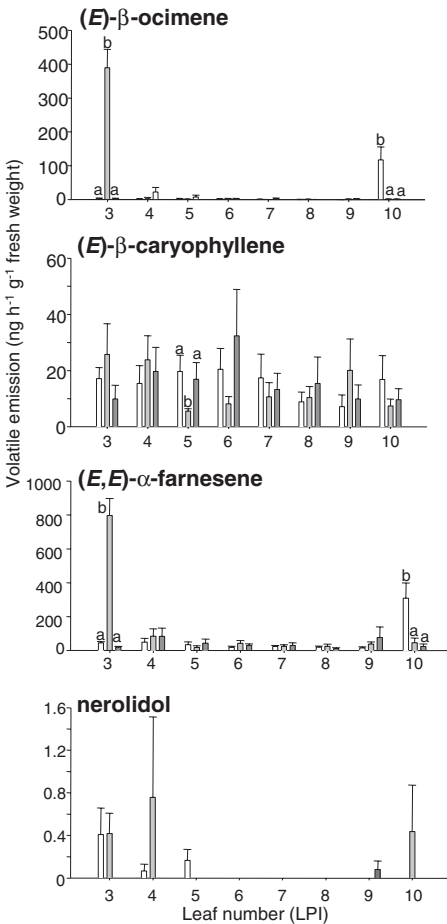 (E)-β-ocimene
500
400
300
200
100
0
a b a
b a a
3 4 5 6 7 8 9 10
(E)-β-caryophyllene
60
40
20
0
a b a
3 4 5 6 7 8 9 10
(E,E)-α-farnesene
1000
800
600
400
200
0
a b a
b a a
3 4 5 6 7 8 9 10
nerolidol
1.6
1.2
0.8
0.4
0
3 4 5 6 7 8 9 10
Leaf number (LPI)
Volatile emission (ng h-1 g-1 fresh weight)